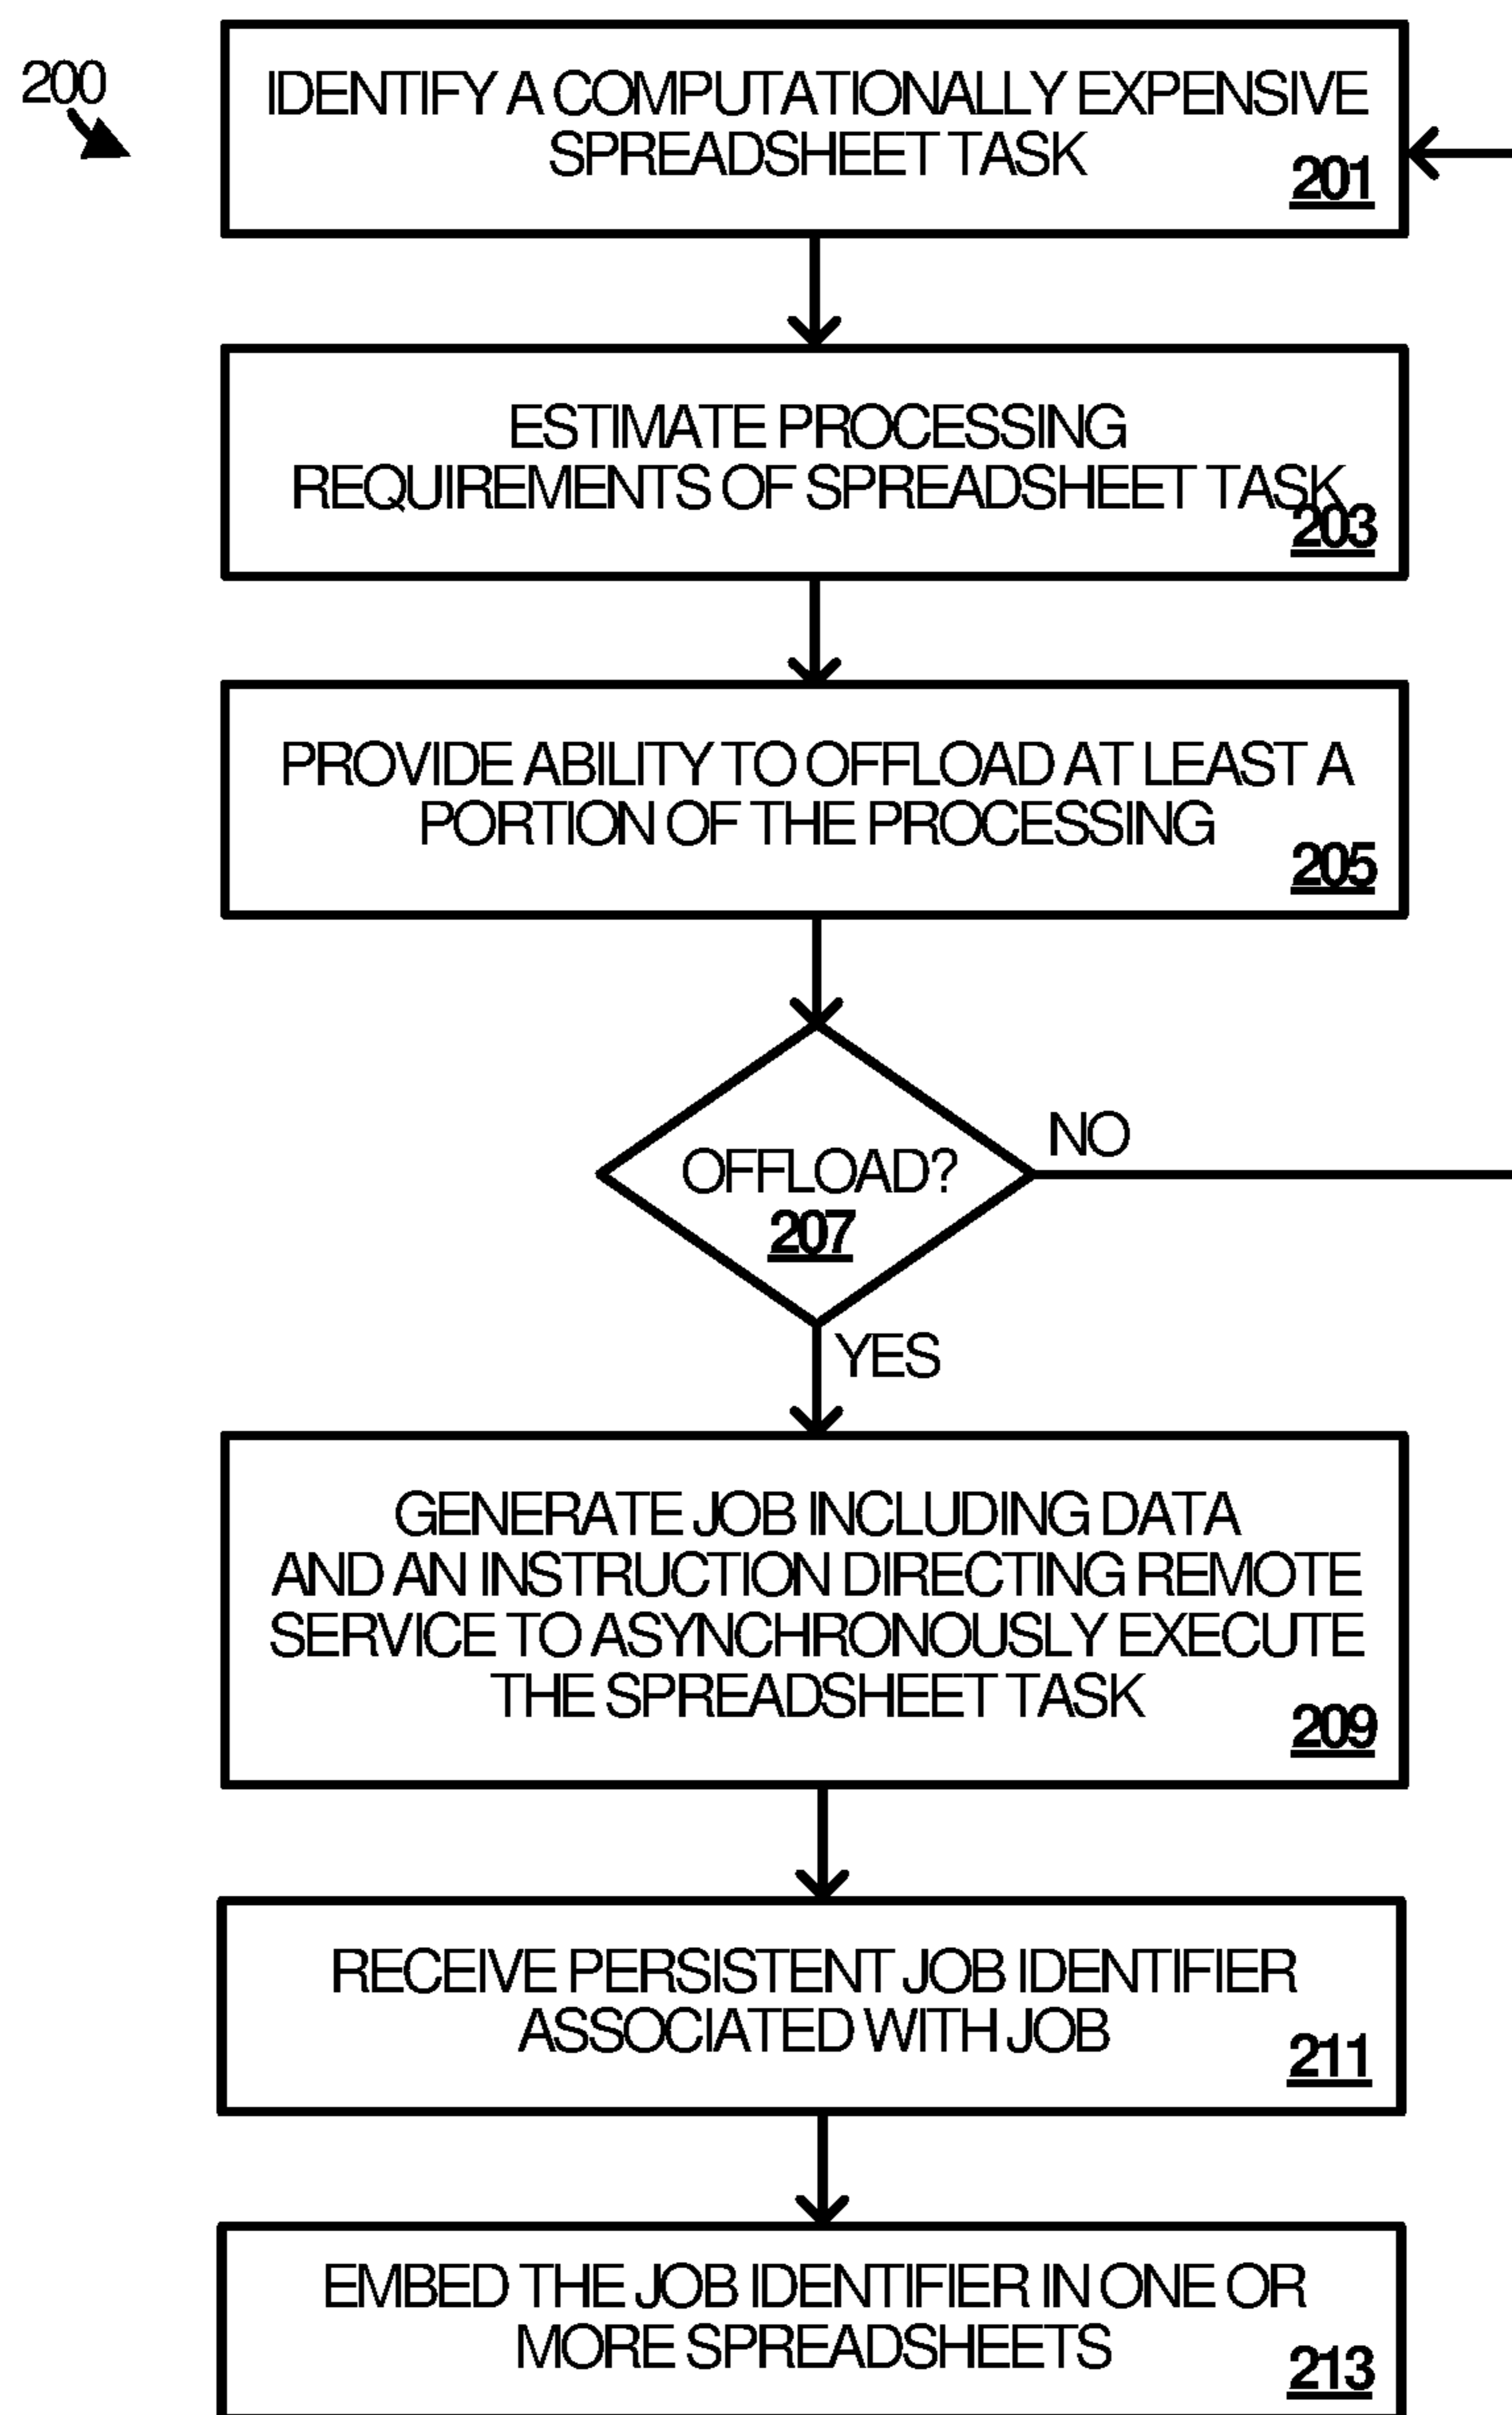 200
IDENTIFY A COMPUTATIONALLY EXPENSIVE
SPREADSHEET TASK
201
ESTIMATE PROCESSING
REQUIREMENTS OF SPREADSHEET TASK
203
PROVIDE ABILITY TO OFFLOAD AT LEAST A
PORTION OF THE PROCESSING
205
OFFLOAD?
207
NO
YES
GENERATE JOB INCLUDING DATA
AND AN INSTRUCTION DIRECTING REMOTE
SERVICE TO ASYNCHRONOUSLY EXECUTE
THE SPREADSHEET TASK
209
RECEIVE PERSISTENT JOB IDENTIFIER
ASSOCIATED WITH JOB
211
EMBED THE JOB IDENTIFIER IN ONE OR
MORE SPREADSHEETS
213